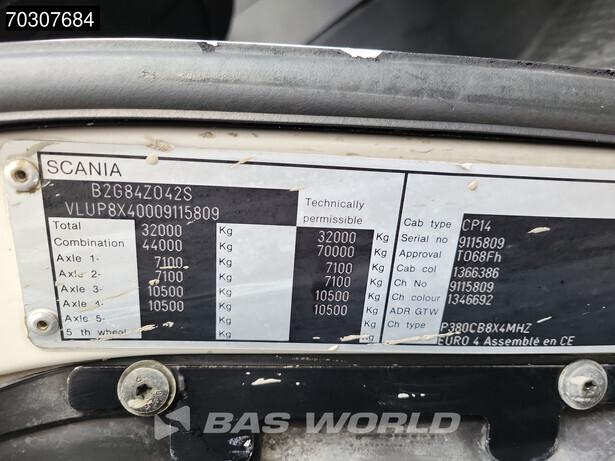 70307684
SCANIA
B2G84Z042S
VLUP8X40009115809
Technically permissible
Total 32000 Kg 32000 Kg
Combination 44000 Kg 70000 Kg
Axle 1- 7100 Kg 7100 Kg
Axle 2- 7100 Kg 7100 Kg
Axle 3- 10500 Kg 10500 Kg
Axle 4- 10500 Kg 10500 Kg
Axle 5- Kg Kg
5 th wheel Kg Kg
Cab type CP14
Serial no 9115809
Approval T068Fh
Cab col 1366386
Ch No 9115809
Ch colour 1346692
ADR GTW
Ch type P380CB8X4MHZ
EURO 4 Assemblé en CE
BAS WORLD